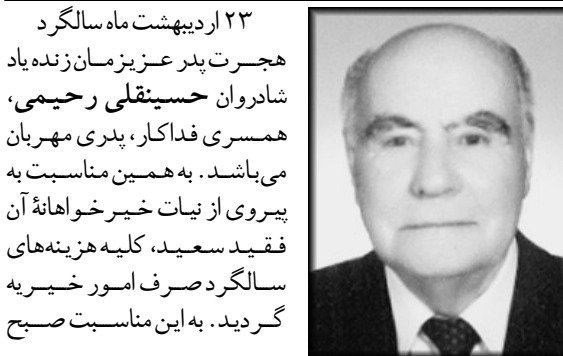 ۲۳ اردیبهشت ماه سالگرد
هجرت پدر عزیزمان زنده یاد
شادروان حسینقلی رحیمی،
همسری فداکار، پدری مهربان
می‌باشد. به همین مناسبت به
پیروی از نیات خیرخواهانهٔ آن
فقید سعید، کلیه هزینه‌های
سالگرد صرف امور خیریه
گردید. به این مناسبت صبح